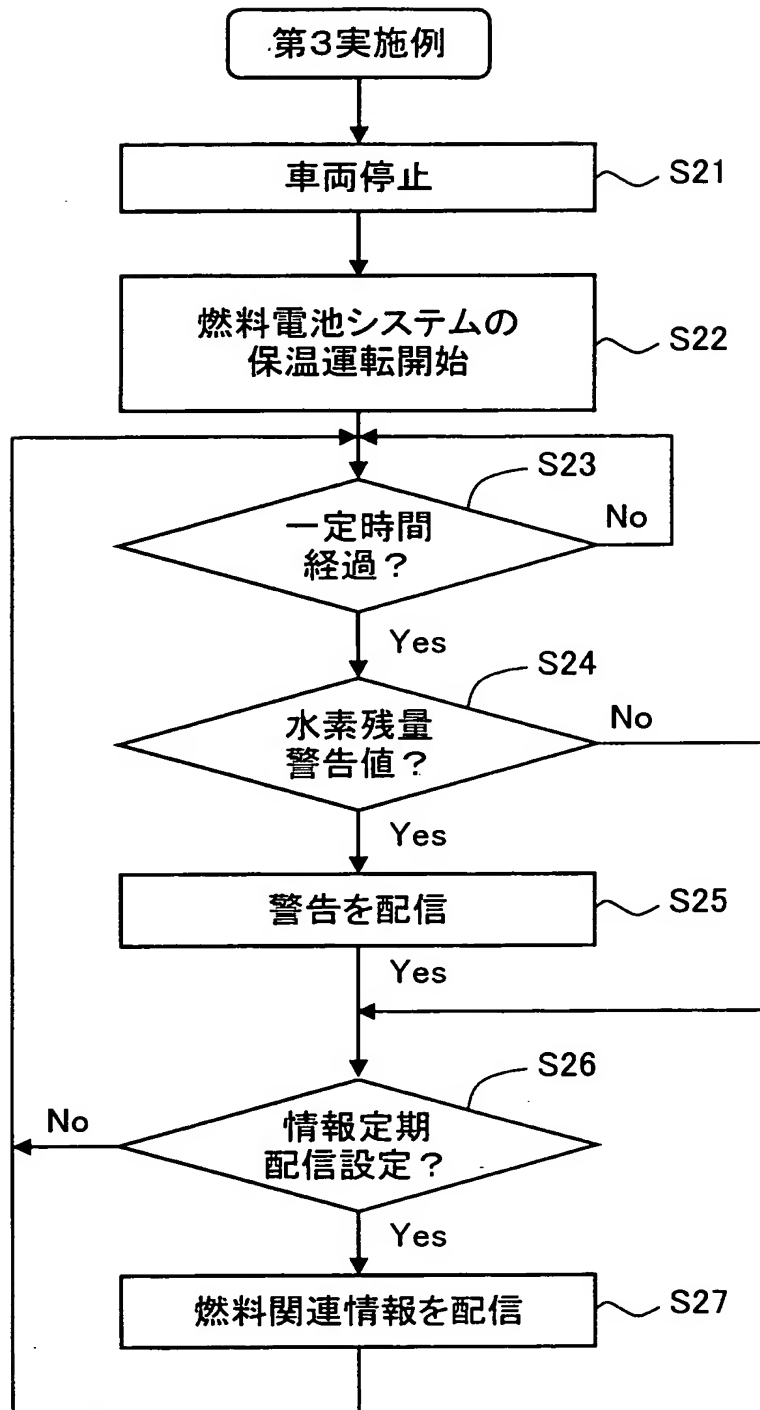 第3実施例
車両停止
S21
燃料電池システムの
保温運転開始
S22
S23
一定時間
経過？
No
Yes
S24
水素残量
警告値？
No
Yes
警告を配信
S25
Yes
S26
情報定期
配信設定？
No
Yes
燃料関連情報を配信
S27